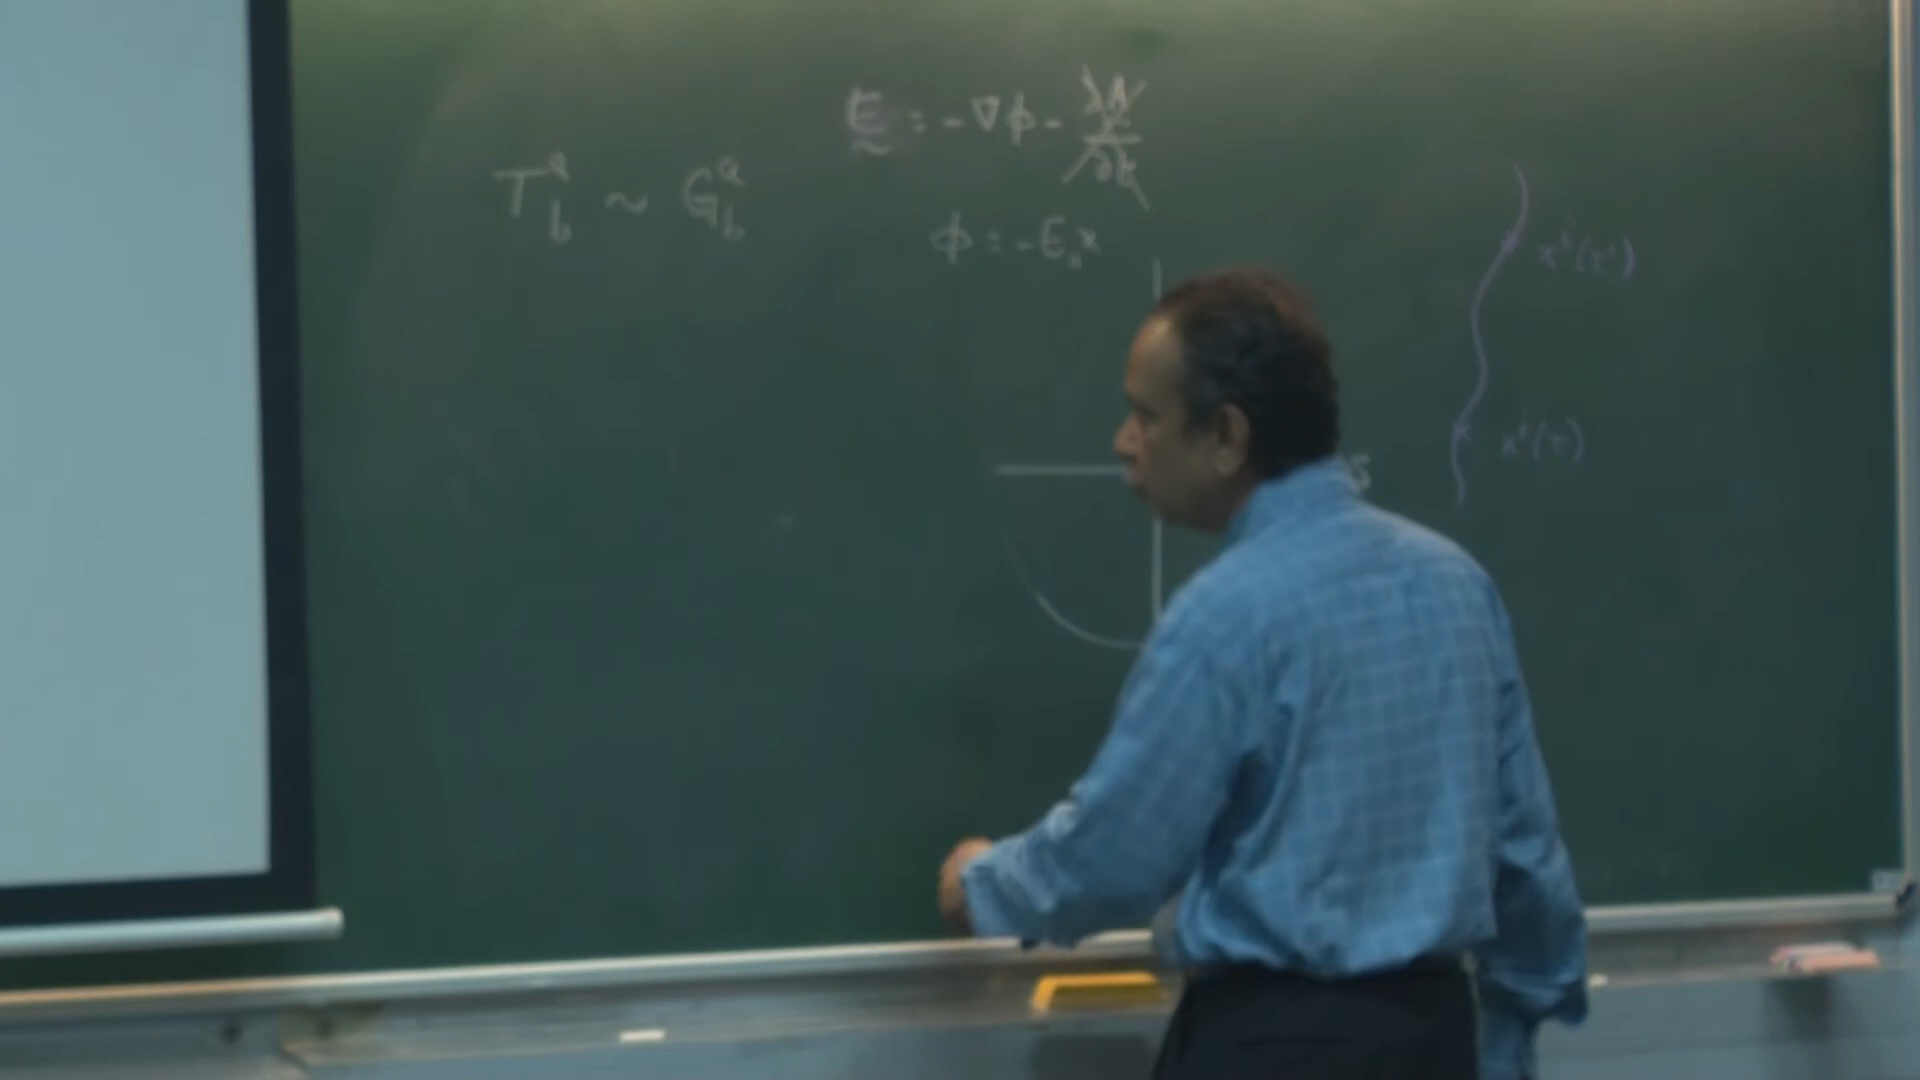 E = -∇ϕ - ∂A/∂t
T^a_b ~ G^a_b
ϕ = -E₀x
x^i(τ')
x^i(τ)